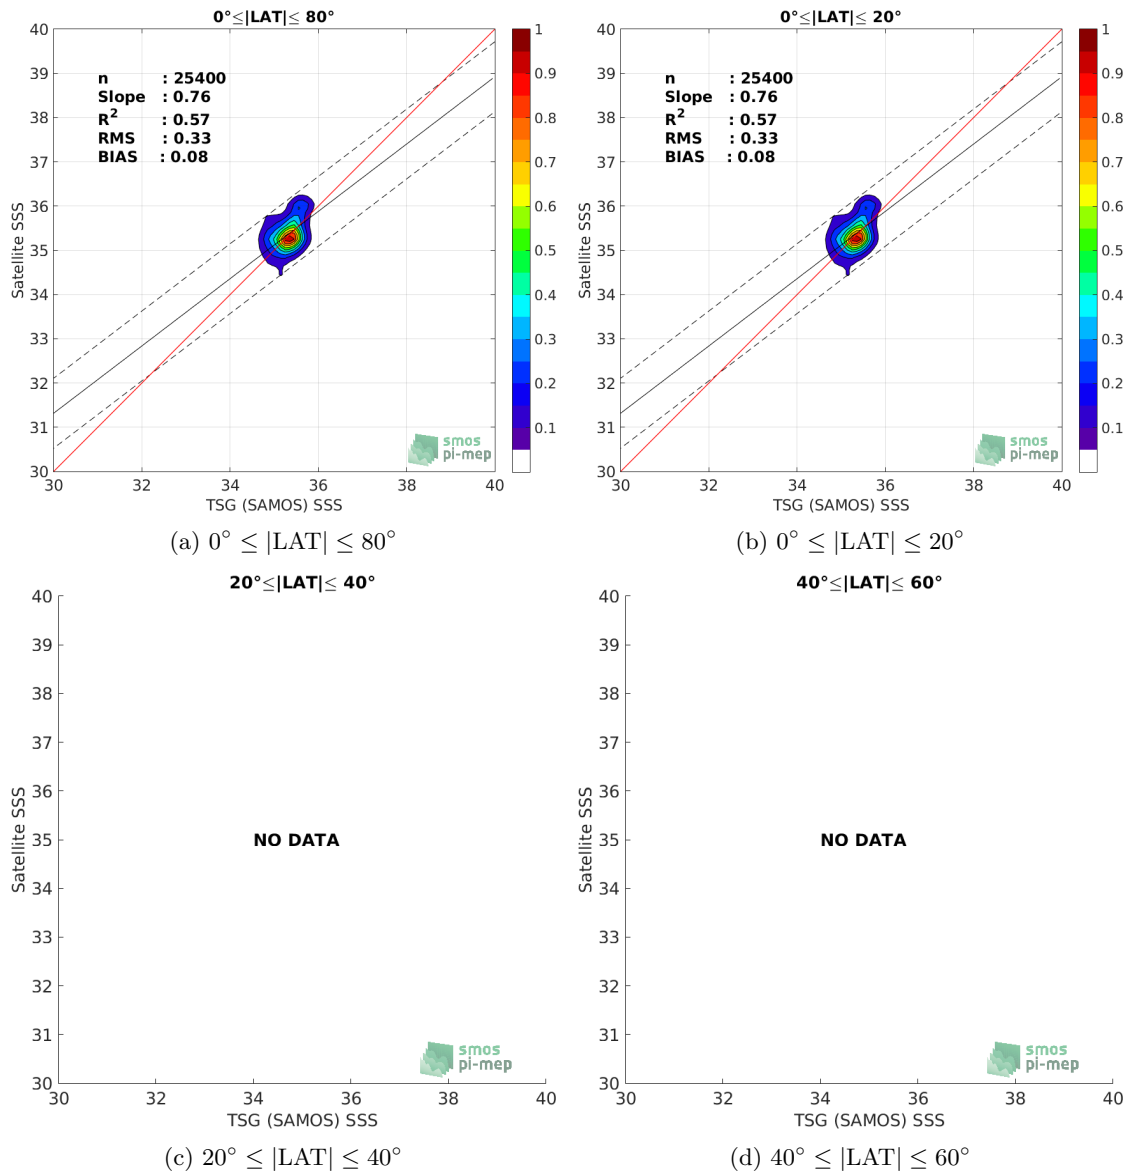 0°≤|LAT|≤ 80°
40
39
38
37
36
35
34
33
32
31
30
Satellite SSS
n : 25400
Slope : 0.76
R² : 0.57
RMS : 0.33
BIAS : 0.08
smos
pi-mep
30 32 34 36 38 40
TSG (SAMOS) SSS
1
0.9
0.8
0.7
0.6
0.5
0.4
0.3
0.2
0.1
(a) 0° ≤ |LAT| ≤ 80°
0°≤|LAT|≤ 20°
40
39
38
37
36
35
34
33
32
31
30
Satellite SSS
n : 25400
Slope : 0.76
R² : 0.57
RMS : 0.33
BIAS : 0.08
smos
pi-mep
30 32 34 36 38 40
TSG (SAMOS) SSS
1
0.9
0.8
0.7
0.6
0.5
0.4
0.3
0.2
0.1
(b) 0° ≤ |LAT| ≤ 20°
20°≤|LAT|≤ 40°
40
39
38
37
36
35
34
33
32
31
30
Satellite SSS
NO DATA
smos
pi-mep
30 32 34 36 38 40
TSG (SAMOS) SSS
(c) 20° ≤ |LAT| ≤ 40°
40°≤|LAT|≤ 60°
40
39
38
37
36
35
34
33
32
31
30
Satellite SSS
NO DATA
smos
pi-mep
30 32 34 36 38 40
TSG (SAMOS) SSS
(d) 40° ≤ |LAT| ≤ 60°